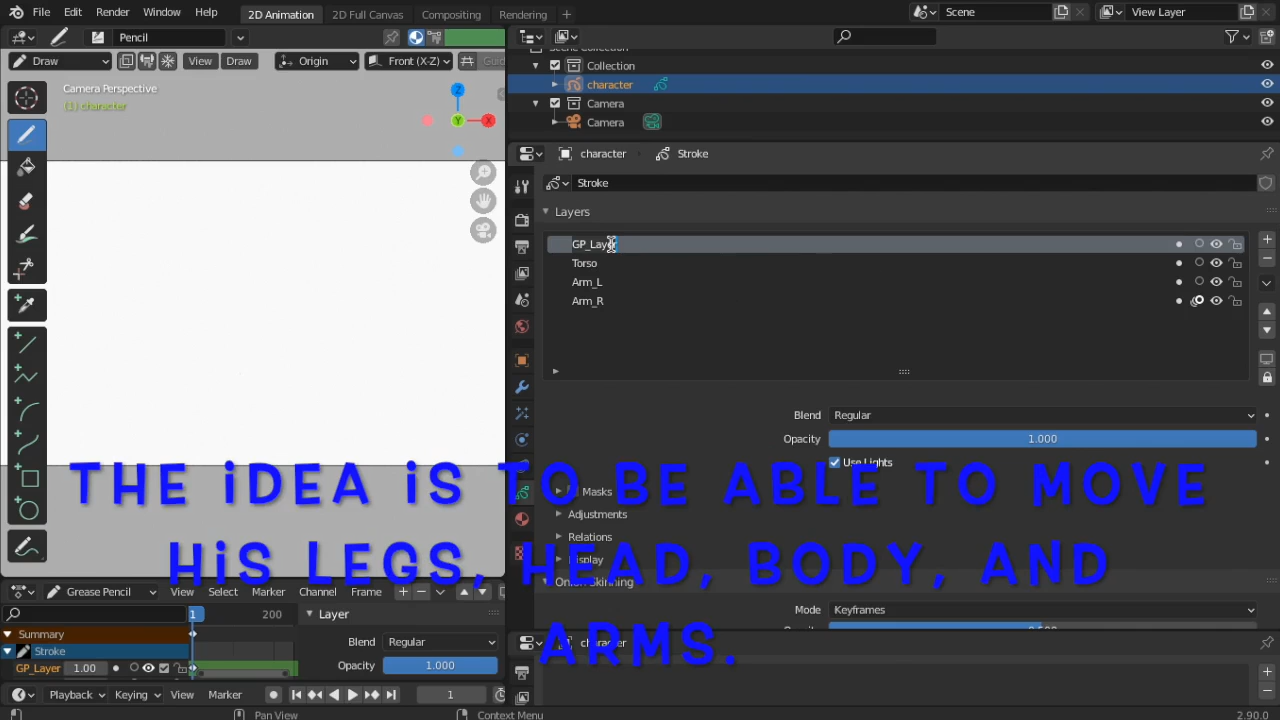 File Edit Render Window Help 2D Animation 2D Full Canvas Compositing Rendering Scene View Layer
Pencil
Draw View Draw Origin Front (X-Z) Guid
Camera Perspective
(1) character
Z
Y
X
Scene Collection
Collection
character
Camera
Camera
character Stroke
Stroke
Layers
GP_Layer
Torso
Arm_L
Arm_R
Blend Regular
Opacity 1.000
Use Lights
Masks
Adjustments
Relations
Display
Onion Skinning
Mode Keyframes
character
THE IDEA IS TO BE ABLE TO MOVE
HIS LEGS, HEAD, BODY, AND
ARMS.
Grease Pencil View Select Marker Channel Frame
1 200
Summary
Stroke
GP_Layer 1.00
Layer
Blend Regular
Opacity 1.000
Playback Keying View Marker 1
Pan View Context Menu 2.90.0